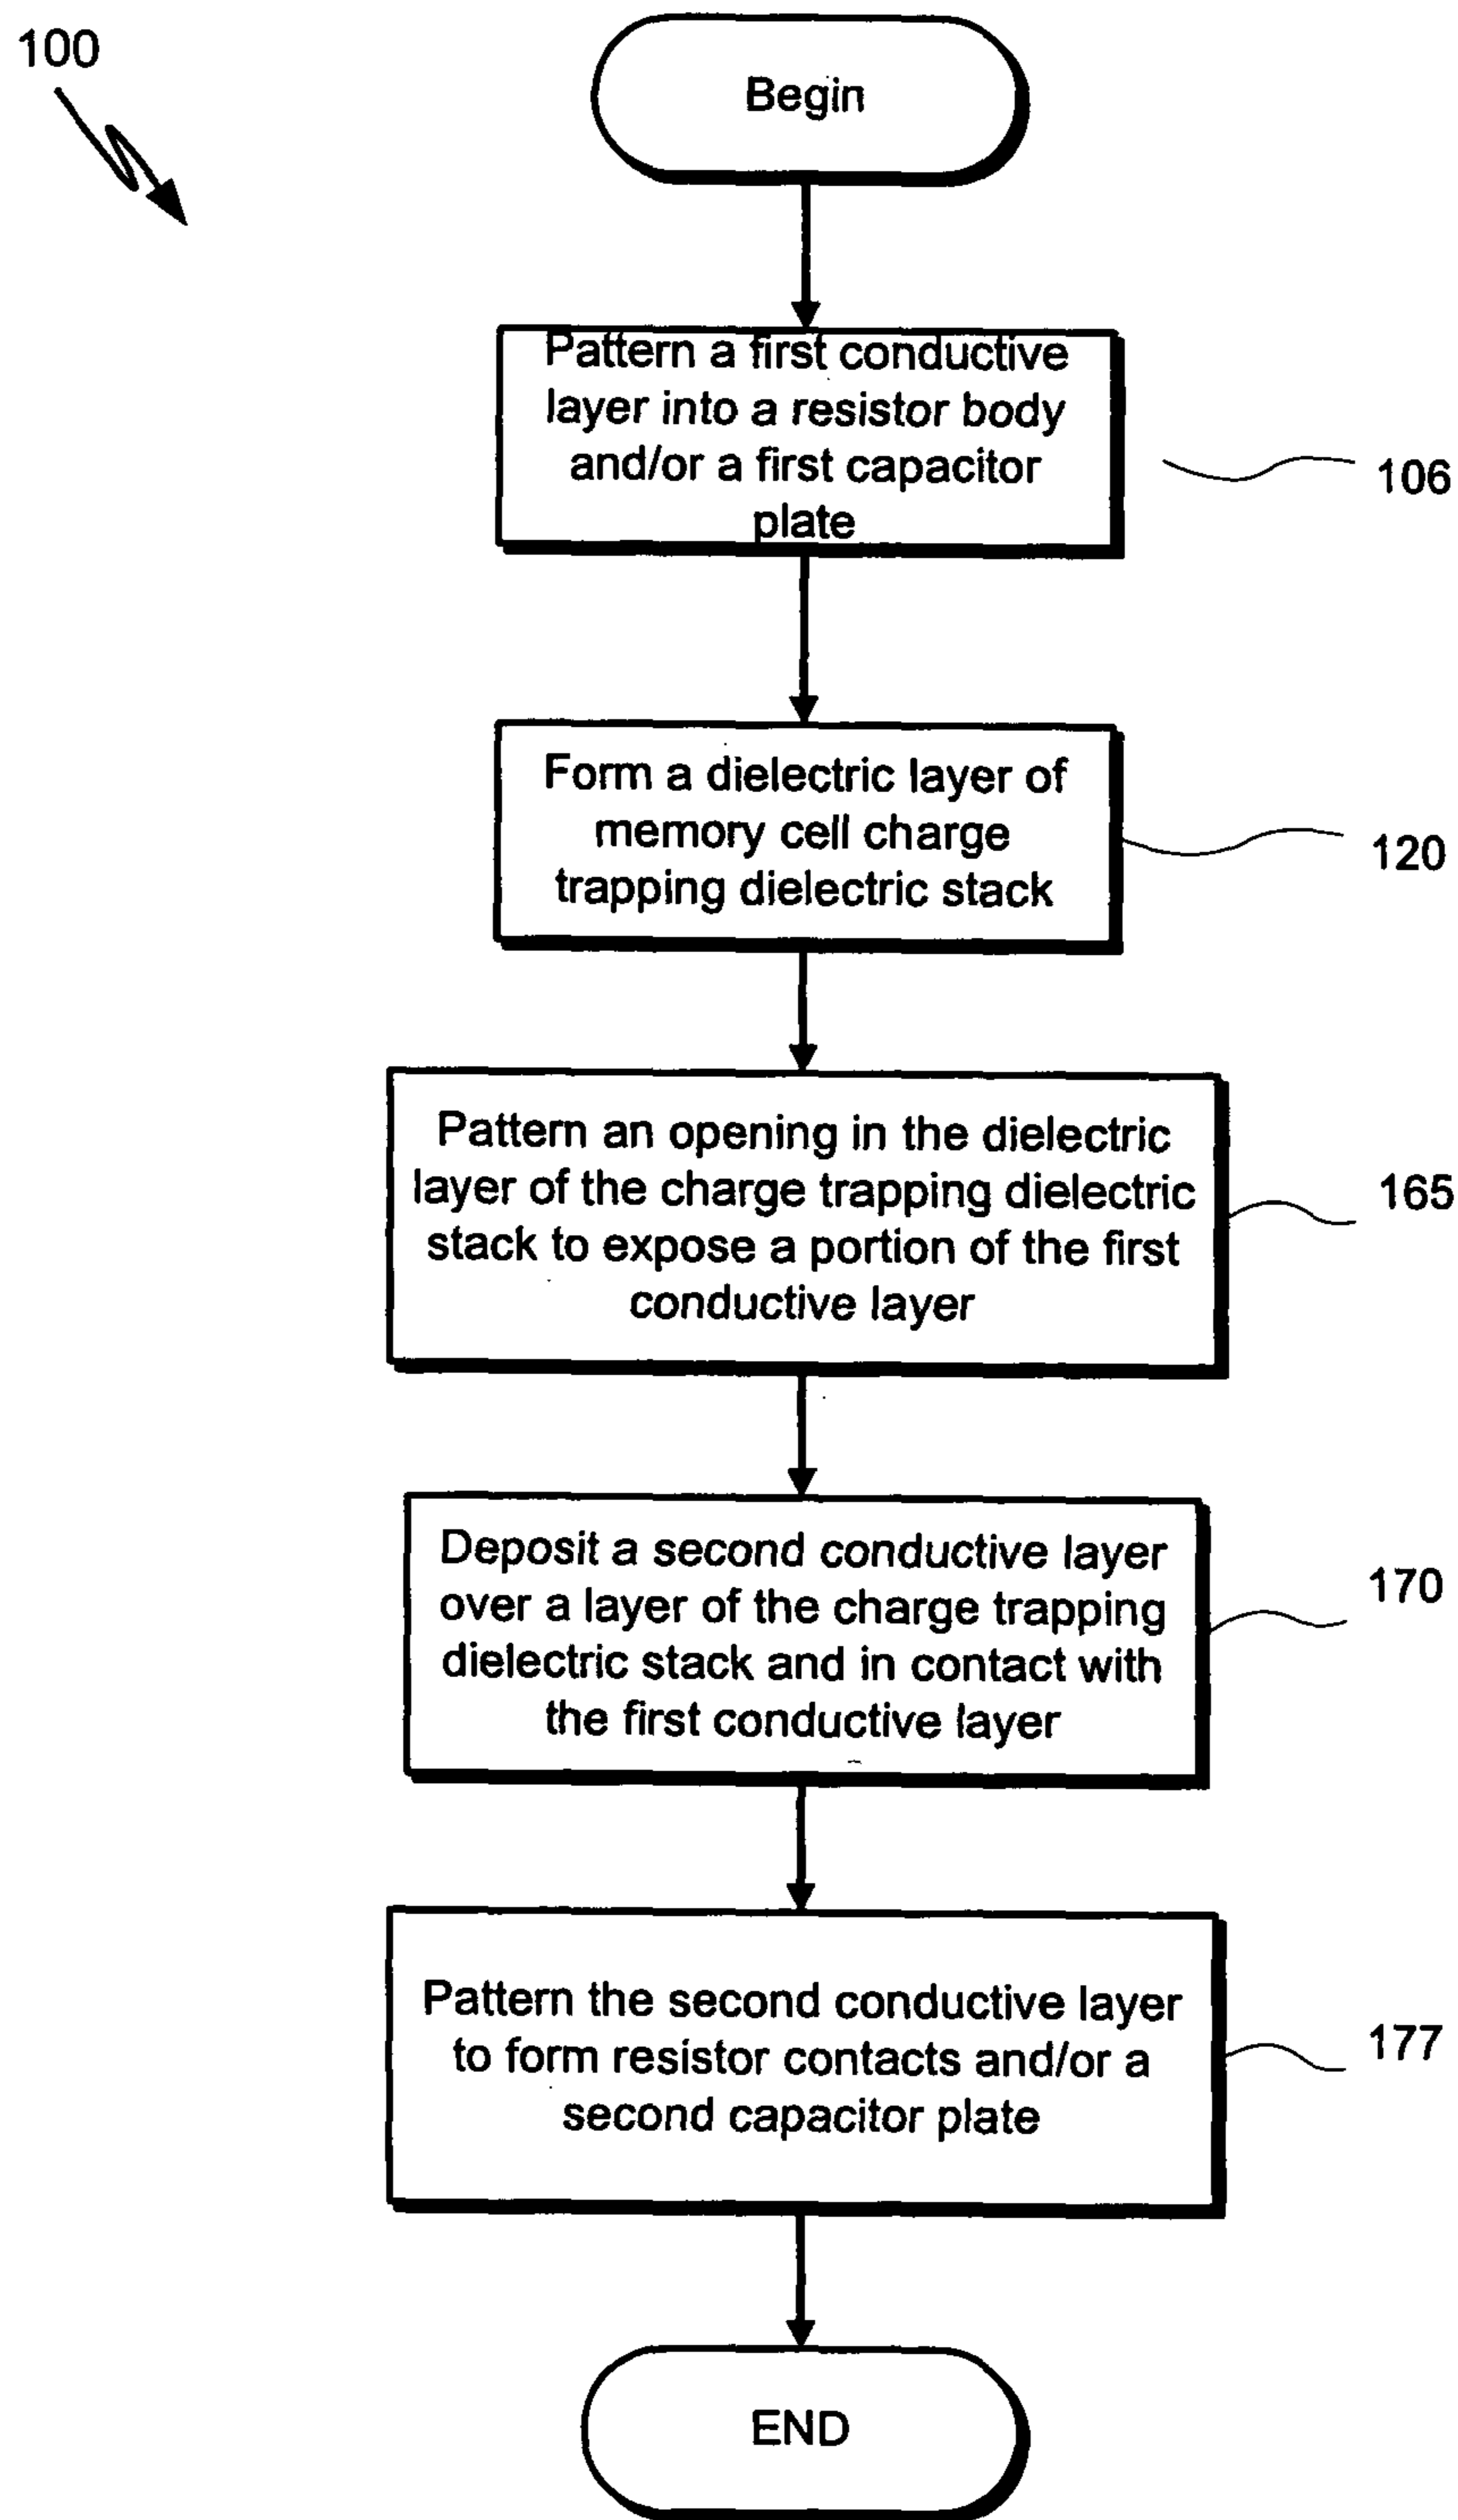 100
Begin
Pattern a first conductive
layer into a resistor body
and/or a first capacitor
plate
106
Form a dielectric layer of
memory cell charge
trapping dielectric stack
120
Pattern an opening in the dielectric
layer of the charge trapping dielectric
stack to expose a portion of the first
conductive layer
165
Deposit a second conductive layer
over a layer of the charge trapping
dielectric stack and in contact with
the first conductive layer
170
Pattern the second conductive layer
to form resistor contacts and/or a
second capacitor plate
177
END